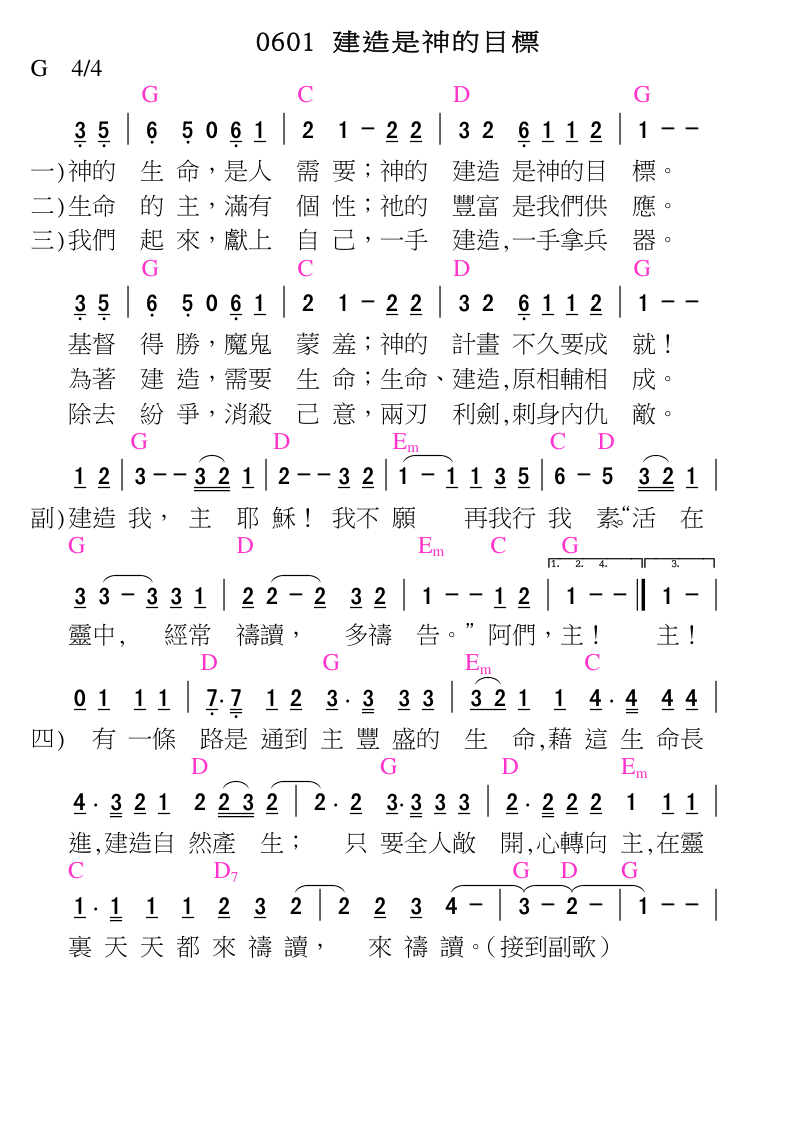 0601 建造是神的目標
G 4/4
G C D G
3 5 | 6 5 0 6 1 | 2 1 - 2 2 | 3 2 6 1 1 2 | 1 - -
一)神的 生 命，是人 需 要；神的 建造 是神的目 標。
二)生命 的 主，滿有 個 性；祂的 豐富 是我們供 應。
三)我們 起 來，獻上 自 己，一手 建造,一手拿兵 器。
G C D G
3 5 | 6 5 0 6 1 | 2 1 - 2 2 | 3 2 6 1 1 2 | 1 - -
基督 得 勝，魔鬼 蒙 羞；神的 計畫 不久要成 就！
為著 建 造，需要 生 命；生命、建造,原相輔相 成。
除去 紛 爭，消殺 己 意，兩刃 利劍,刺身內仇 敵。
G D Em C D
1 2 | 3 - - 3 2 1 | 2 - - 3 2 | 1 - 1 1 3 5 | 6 - 5 3 2 1 |
副)建造 我， 主 耶 穌！ 我不 願 再我行 我 素。“活 在
G D Em C G
1. 2. 4. 3.
3 3 - 3 3 1 | 2 2 - 2 3 2 | 1 - - 1 2 | 1 - - ‖ 1 - |
靈中， 經常 禱讀， 多禱 告。” 阿們，主！ 主！
D G Em C
0 1 1 1 | 7. 7 1 2 3. 3 3 3 | 3 2 1 1 4. 4 4 4 |
四) 有 一條 路是 通到 主 豐 盛的 生 命,藉 這 生 命長
D G D Em
4. 3 2 1 2 2 3 2 | 2. 2 3. 3 3 3 | 2. 2 2 2 1 1 1 |
進,建造自 然產 生； 只 要全人敞 開,心轉向 主,在靈
C D7 G D G
1. 1 1 1 2 3 2 | 2 2 3 4 - | 3 - 2 - | 1 - - |
裏 天 天 都 來 禱 讀， 來 禱 讀。(接到副歌)